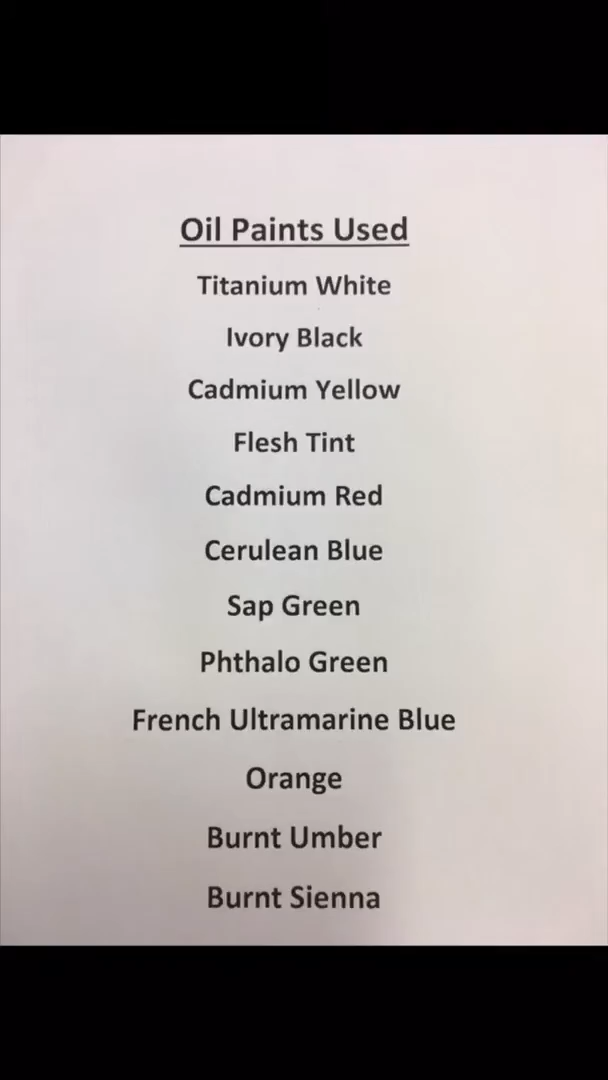 Oil Paints Used
Titanium White
Ivory Black
Cadmium Yellow
Flesh Tint
Cadmium Red
Cerulean Blue
Sap Green
Phthalo Green
French Ultramarine Blue
Orange
Burnt Umber
Burnt Sienna